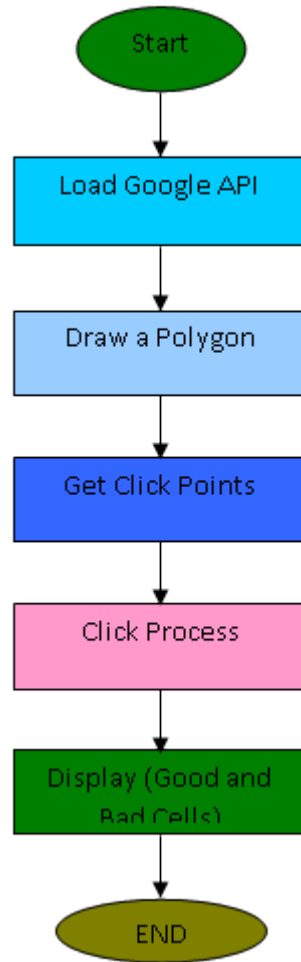 Start
Load Google API
Draw a Polygon
Get Click Points
Click Process
Display (Good and
Bad Cells)
END